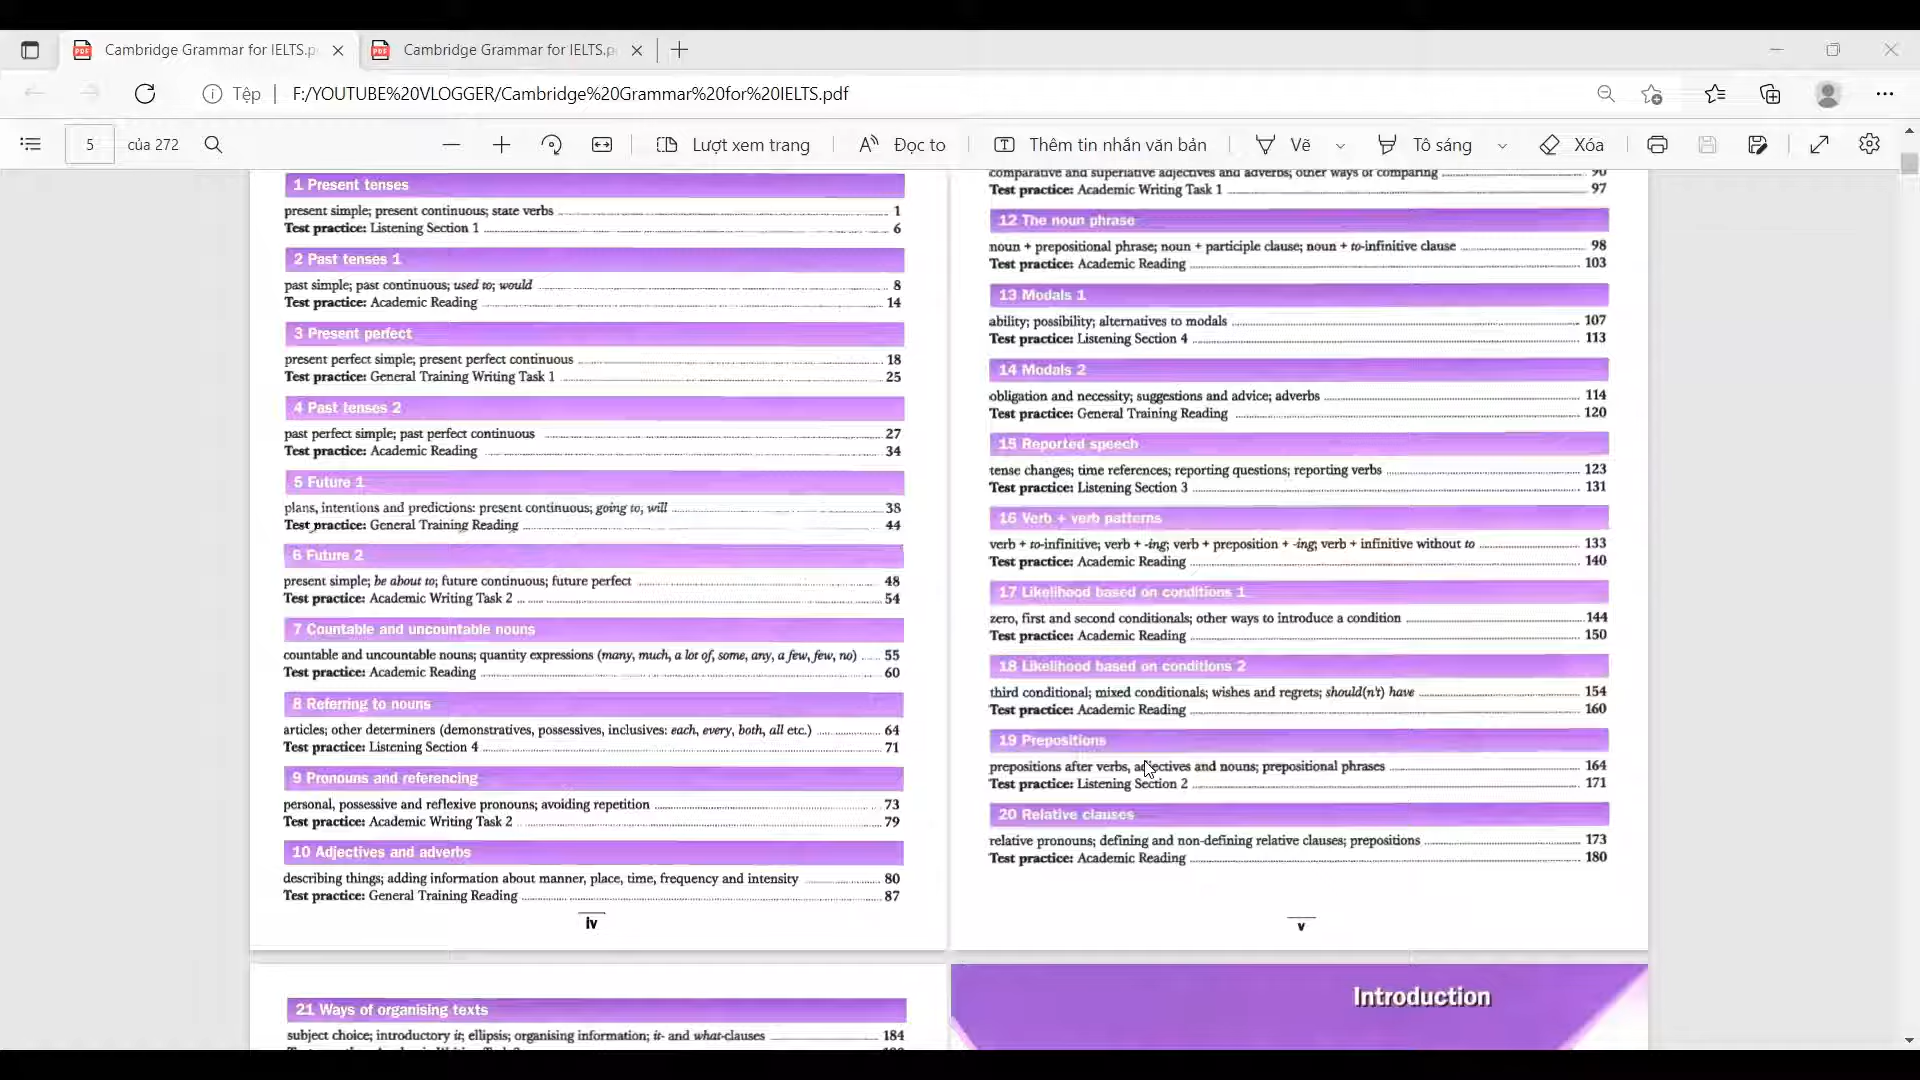 Cambridge Grammar for IELTS.p
Cambridge Grammar for IELTS.p
Tệp
F:/YOUTUBE%20VLOGGER/Cambridge%20Grammar%20for%20IELTS.pdf
5 của 272
Lượt xem trang
Đọc to
Thêm tin nhắn văn bản
Vẽ
Tô sáng
Xóa
1 Present tenses
present simple; present continuous; state verbs 1
Test practice: Listening Section 1 6
2 Past tenses 1
past simple; past continuous; used to; would 8
Test practice: Academic Reading 14
3 Present perfect
present perfect simple; present perfect continuous 18
Test practice: General Training Writing Task 1 25
4 Past tenses 2
past perfect simple; past perfect continuous 27
Test practice: Academic Reading 34
5 Future 1
plans, intentions and predictions: present continuous; going to, will 38
Test practice: General Training Reading 44
6 Future 2
present simple; be about to; future continuous; future perfect 48
Test practice: Academic Writing Task 2 54
7 Countable and uncountable nouns
countable and uncountable nouns; quantity expressions (many, much, a lot of, some, any, a few, few, no) 55
Test practice: Academic Reading 60
8 Referring to nouns
articles; other determiners (demonstratives, possessives, inclusives: each, every, both, all etc.) 64
Test practice: Listening Section 4 71
9 Pronouns and referencing
personal, possessive and reflexive pronouns; avoiding repetition 73
Test practice: Academic Writing Task 2 79
10 Adjectives and adverbs
describing things; adding information about manner, place, time, frequency and intensity 80
Test practice: General Training Reading 87
iv
comparative and superlative adjectives and adverbs; other ways of comparing 90
Test practice: Academic Writing Task 1 97
12 The noun phrase
noun + prepositional phrase; noun + participle clause; noun + to-infinitive clause 98
Test practice: Academic Reading 103
13 Modals 1
ability; possibility; alternatives to modals 107
Test practice: Listening Section 4 113
14 Modals 2
obligation and necessity; suggestions and advice; adverbs 114
Test practice: General Training Reading 120
15 Reported speech
tense changes; time references; reporting questions; reporting verbs 123
Test practice: Listening Section 3 131
16 Verb + verb patterns
verb + to-infinitive; verb + -ing; verb + preposition + -ing; verb + infinitive without to 133
Test practice: Academic Reading 140
17 Likelihood based on conditions 1
zero, first and second conditionals; other ways to introduce a condition 144
Test practice: Academic Reading 150
18 Likelihood based on conditions 2
third conditional; mixed conditionals; wishes and regrets; should(n't) have 154
Test practice: Academic Reading 160
19 Prepositions
prepositions after verbs, adjectives and nouns; prepositional phrases 164
Test practice: Listening Section 2 171
20 Relative clauses
relative pronouns; defining and non-defining relative clauses; prepositions 173
Test practice: Academic Reading 180
v
21 Ways of organising texts
subject choice; introductory it; ellipsis; organising information; it- and what-clauses 184
Introduction